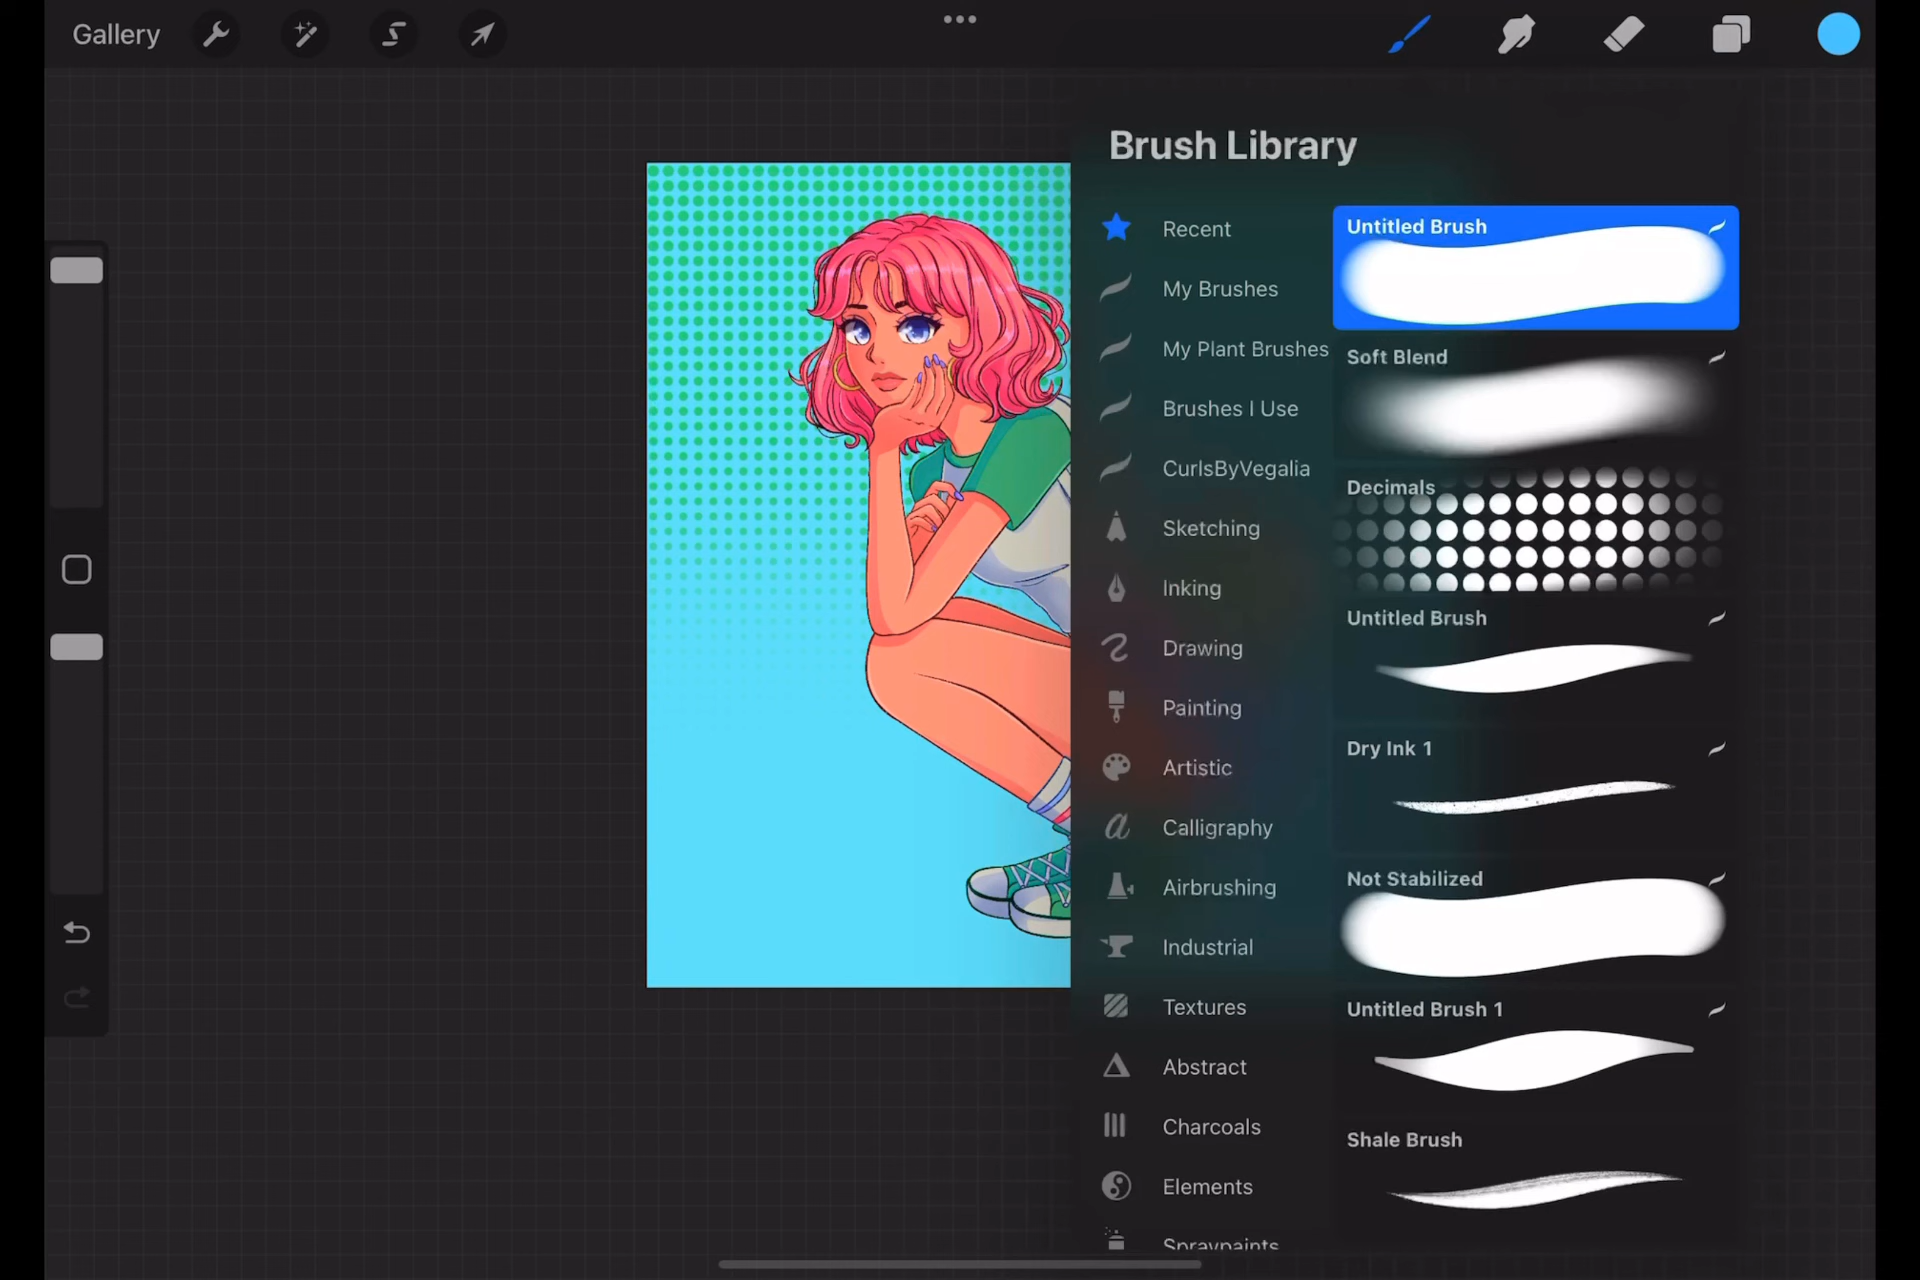 Gallery
Brush Library
Recent
My Brushes
My Plant Brushes
Brushes I Use
CurlsByVegalia
Sketching
Inking
Drawing
Painting
Artistic
Calligraphy
Airbrushing
Industrial
Textures
Abstract
Charcoals
Elements
Spraypaints
Untitled Brush
Soft Blend
Decimals
Untitled Brush
Dry Ink 1
Not Stabilized
Untitled Brush 1
Shale Brush